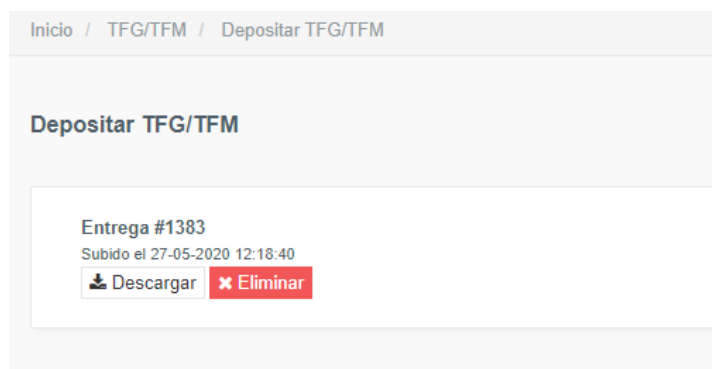 Inicio / TFG/TFM / Depositar TFG/TFM
Depositar TFG/TFM
Entrega #1383
Subido el 27-05-2020 12:18:40
Descargar Eliminar